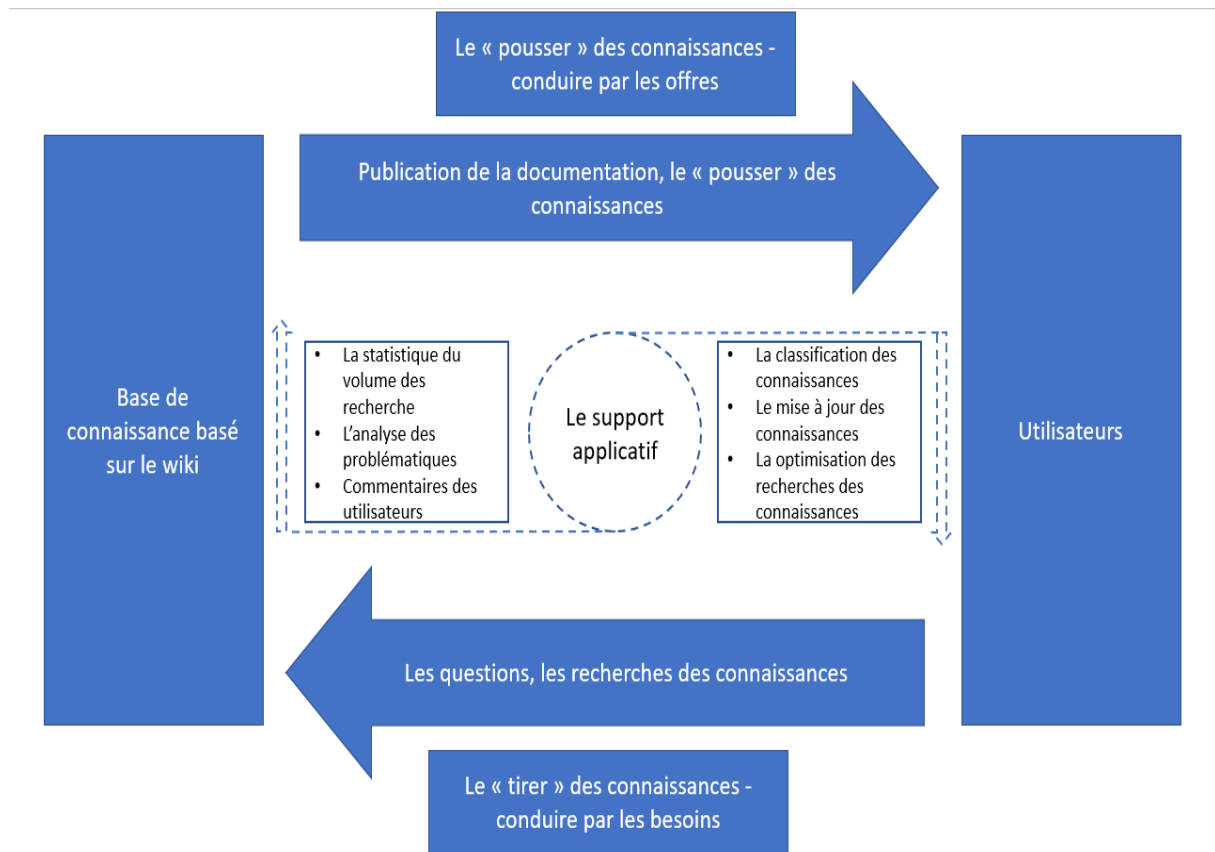 Le « pousser » des connaissances -
conduire par les offres
Publication de la documentation, le « pousser » des
connaissances
Base de
connaissance basé
sur le wiki
• La statistique du
volume des
recherche
• L’analyse des
problématiques
• Commentaires des
utilisateurs
Le support
applicatif
• La classification des
connaissances
• Le mise à jour des
connaissances
• La optimisation des
recherches des
connaissances
Utilisateurs
Les questions, les recherches des connaissances
Le « tirer » des connaissances -
conduire par les besoins